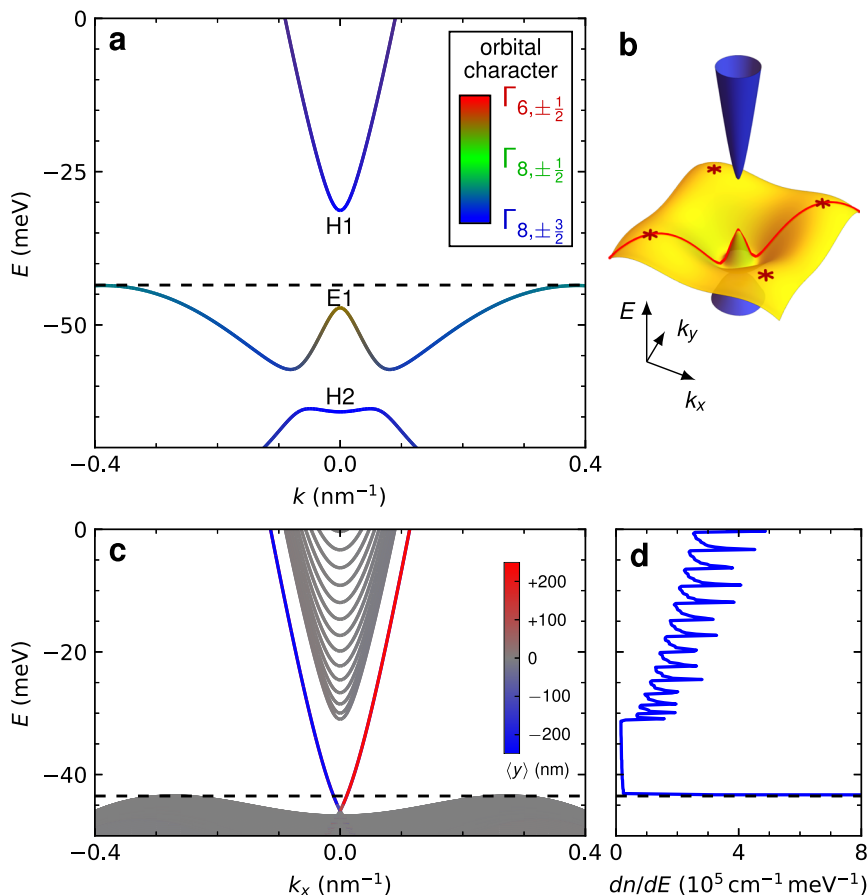 a
orbital
character
Γ6,±1/2
Γ8,±1/2
Γ8,±3/2
H1
E1
H2
0
−25
−50
E (meV)
−0.4
0.0
0.4
k (nm⁻¹)
b
E
ky
kx
c
+200
+100
0
−100
−200
⟨y⟩ (nm)
0
−20
−40
E (meV)
−0.4
0.0
0.4
kx (nm⁻¹)
d
0
2
4
6
8
dn/dE (10⁵ cm⁻¹ meV⁻¹)